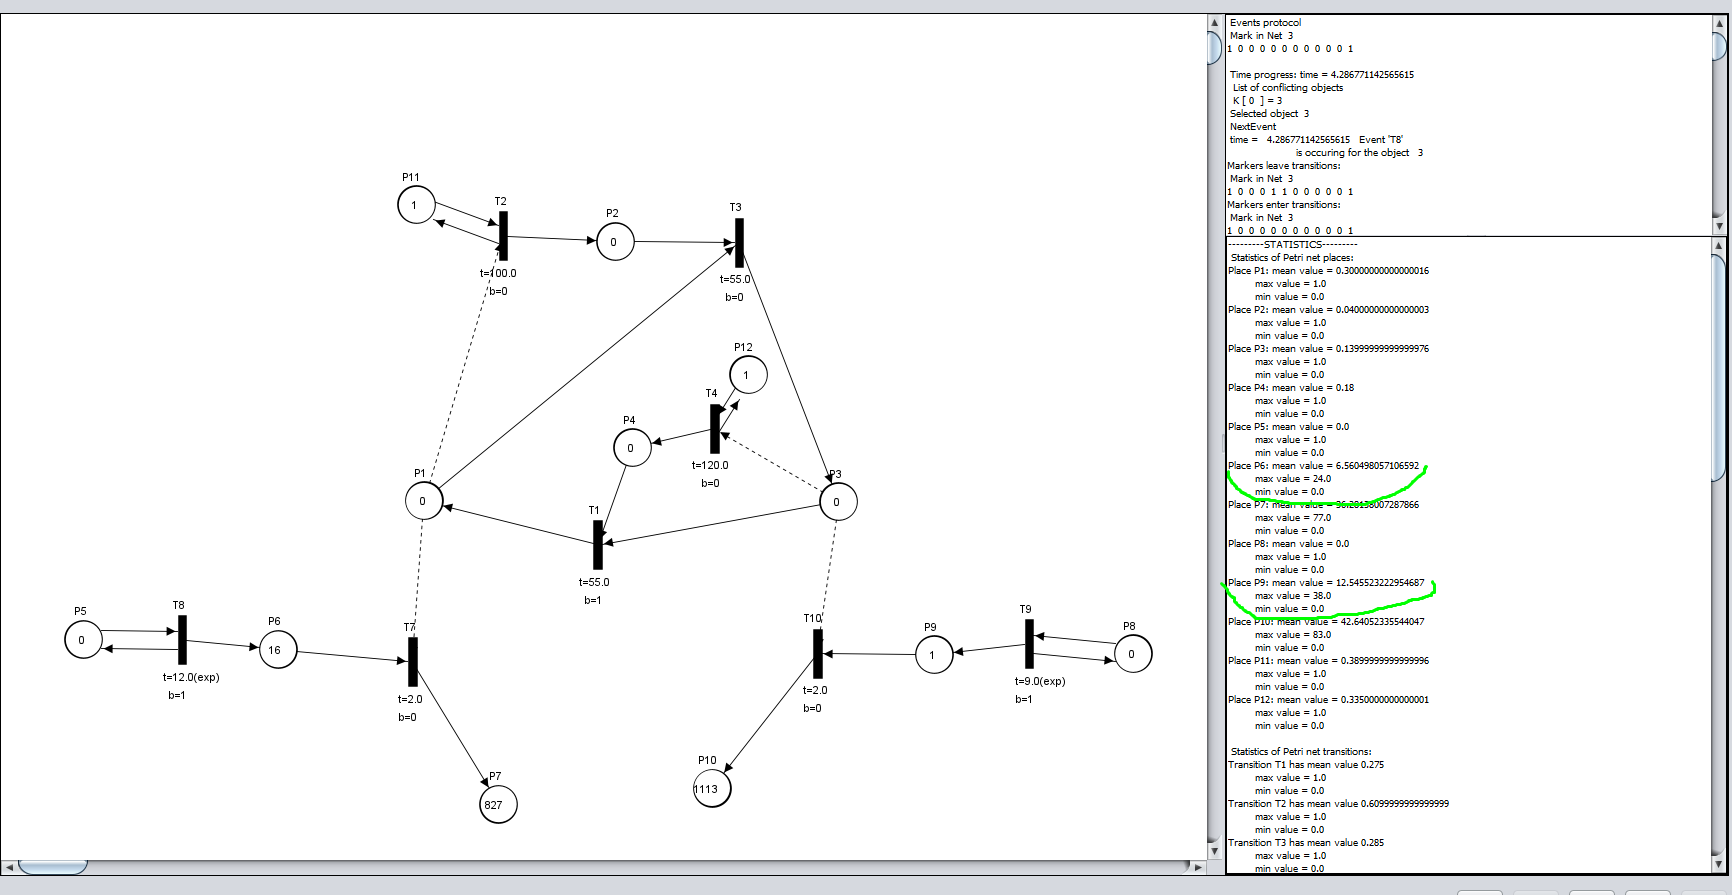 P11
1
T2
t=100.0
b=0
P2
0
T3
t=55.0
b=0
P12
1
T4
t=120.0
b=0
P4
0
P1
0
P3
0
T1
t=55.0
b=1
P5
0
T8
t=12.0(exp)
b=1
P6
16
T7
t=2.0
b=0
P7
827
T10
t=2.0
b=0
P9
1
T9
t=9.0(exp)
b=1
P8
0
P10
1113
Events protocol
Mark in Net 3
1 0 0 0 0 0 0 0 0 0 0 0 1
Time progress: time = 4.286771142565615
List of conflicting objects
K [ 0 ] = 3
Selected object 3
NextEvent
time = 4.286771142565615 Event 'T8'
is occuring for the object 3
Markers leave transitions:
Mark in Net 3
1 0 0 0 1 1 0 0 0 0 0 0 1
Markers enter transitions:
Mark in Net 3
1 0 0 0 0 0 0 0 0 0 0 0 1
---------STATISTICS---------
Statistics of Petri net places:
Place P1: mean value = 0.30000000000000016
max value = 1.0
min value = 0.0
Place P2: mean value = 0.04000000000000003
max value = 1.0
min value = 0.0
Place P3: mean value = 0.13999999999999976
max value = 1.0
min value = 0.0
Place P4: mean value = 0.18
max value = 1.0
min value = 0.0
Place P5: mean value = 0.0
max value = 1.0
min value = 0.0
Place P6: mean value = 6.560498057106592
max value = 24.0
min value = 0.0
Place P7: mean value =
max value = 77.0
min value = 0.0
Place P8: mean value = 0.0
max value = 1.0
min value = 0.0
Place P9: mean value = 12.545523222954687
max value = 38.0
min value = 0.0
Place P10: mean value = 42.64052335544047
max value = 83.0
min value = 0.0
Place P11: mean value = 0.3899999999999996
max value = 1.0
min value = 0.0
Place P12: mean value = 0.3350000000000001
max value = 1.0
min value = 0.0
Statistics of Petri net transitions:
Transition T1 has mean value 0.275
max value = 1.0
min value = 0.0
Transition T2 has mean value 0.6099999999999999
max value = 1.0
min value = 0.0
Transition T3 has mean value 0.285
max value = 1.0
min value = 0.0